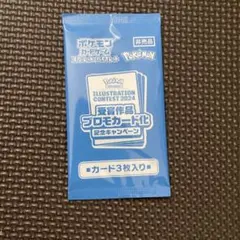 ポケモン
カードゲーム
非売品
Pokémon
Pokémon
ILLUSTRATION
CONTEST 2024
受賞作品
プロモカード化
記念キャンペーン
■カード3枚入り■